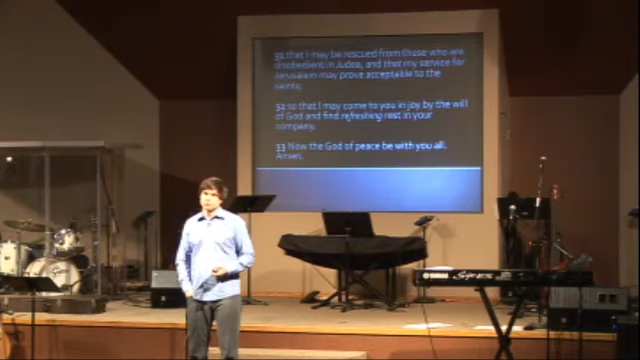 31 that I may be rescued from those who are
disobedient in Judea, and that my service for
Jerusalem may prove acceptable to the
saints;
32 so that I may come to you in joy by the will
of God and find refreshing rest in your
company.
33 Now the God of peace be with you all.
Amen.